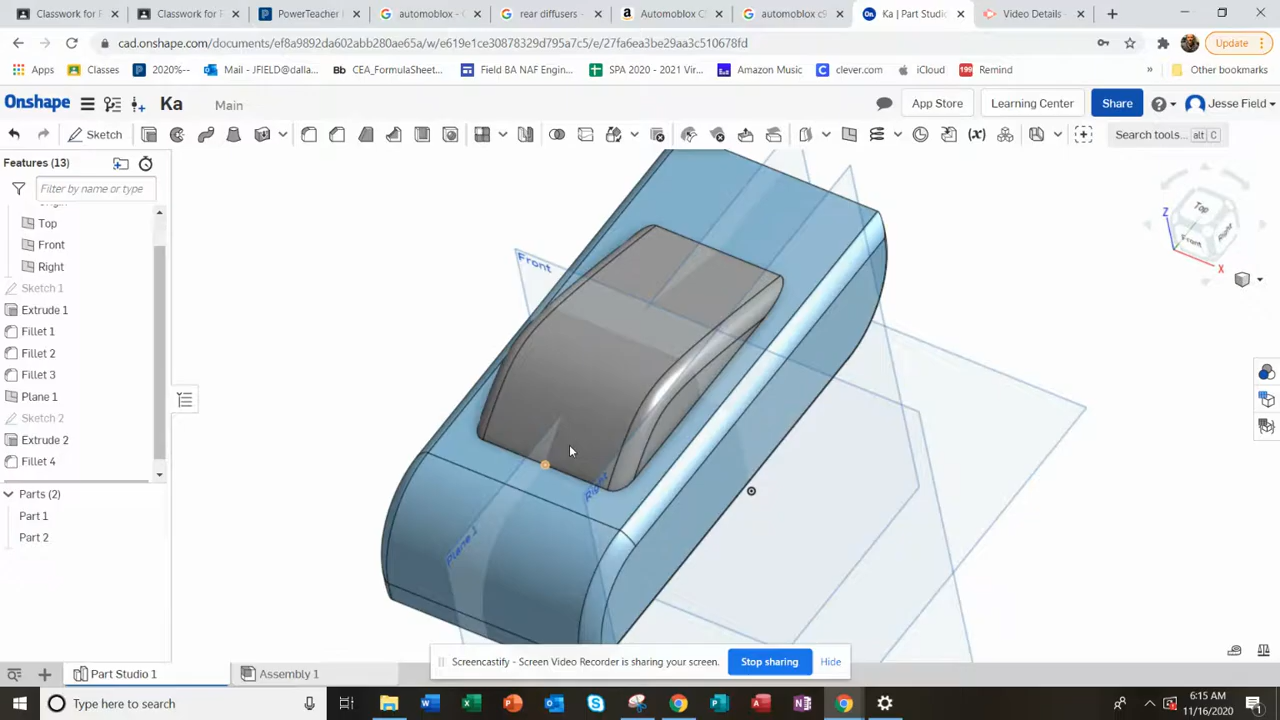 Classwork for F
Classwork for F
PowerTeacher
automoblox - G
rear diffusers -
Automoblox C
automoblox c9
Ka | Part Studio
Video Details -
cad.onshape.com/documents/ef8a9892da602abb280ae65a/w/e619e1ca30878329d795a7c5/e/27fa6ea3be29aa3c510678fd
Update
Apps
Classes
2020%--
Mail - JFIELD@dalla...
Bb CEA_FormulaSheet...
Field BA NAF Engin...
SPA 2020 - 2021 Vir...
Amazon Music
clever.com
iCloud
Remind
»
Other bookmarks
Onshape
Ka
Main
App Store
Learning Center
Share
Jesse Field
Sketch
(x)
Search tools... alt C
Features (13)
Filter by name or type
Top
Front
Right
Sketch 1
Extrude 1
Fillet 1
Fillet 2
Fillet 3
Plane 1
Sketch 2
Extrude 2
Fillet 4
Parts (2)
Part 1
Part 2
Front
Right
Plane 1
Z
Top
Front
Right
X
Screencastify - Screen Video Recorder is sharing your screen.
Stop sharing
Hide
Part Studio 1
Assembly 1
Type here to search
6:15 AM
11/16/2020